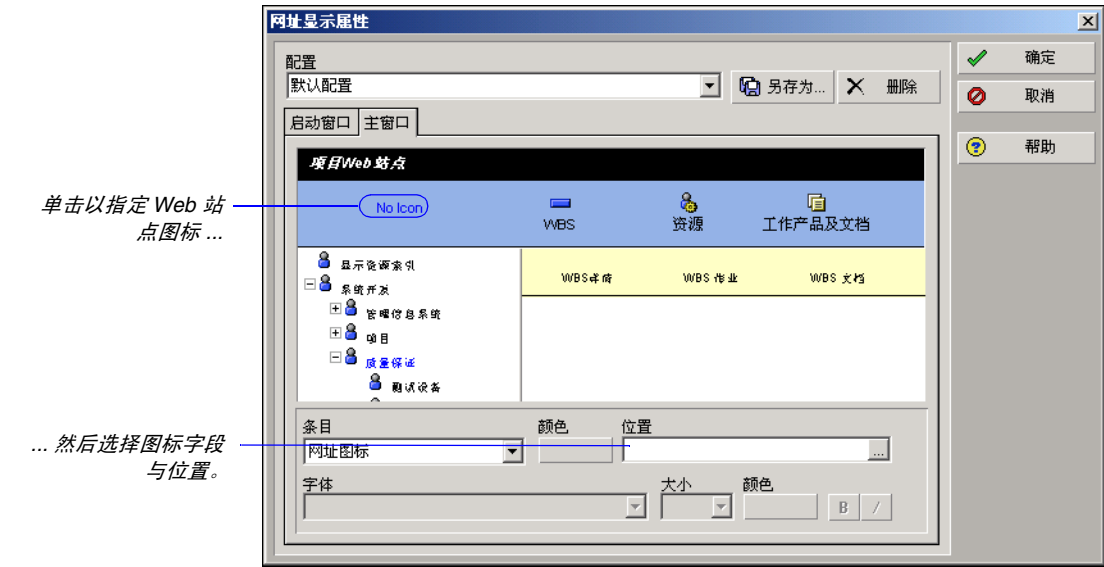 网址显示属性
配置
默认配置
另存为...
删除
确定
取消
帮助
启动窗口
主窗口
项目Web 站点
No Icon
WBS
资源
工作产品及文档
单击以指定 Web 站
点图标 ...
显示资源索引
系统开发
管理信息系统
项目
质量保证
测试设备
WBS 作业
WBS 文档
条目
颜色
位置
网址图标
...
... 然后选择图标字段
与位置。
字体
大小
颜色
B
/